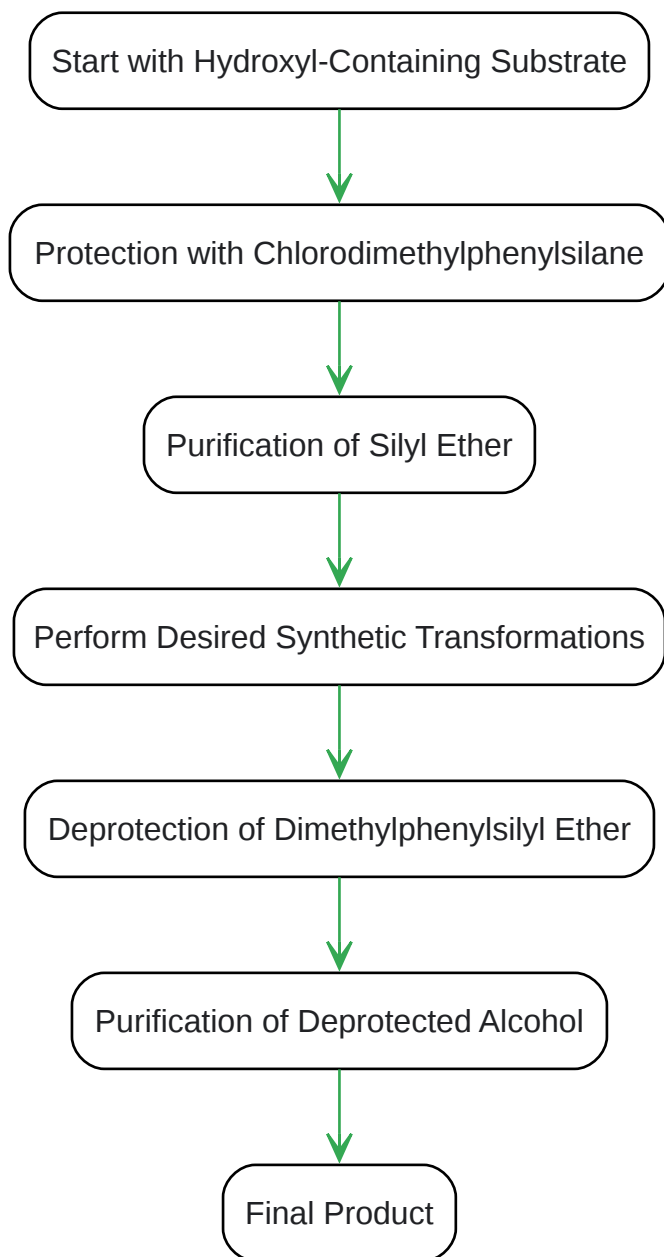 Start with Hydroxyl-Containing Substrate
Protection with Chlorodimethylphenylsilane
Purification of Silyl Ether
Perform Desired Synthetic Transformations
Deprotection of Dimethylphenylsilyl Ether
Purification of Deprotected Alcohol
Final Product